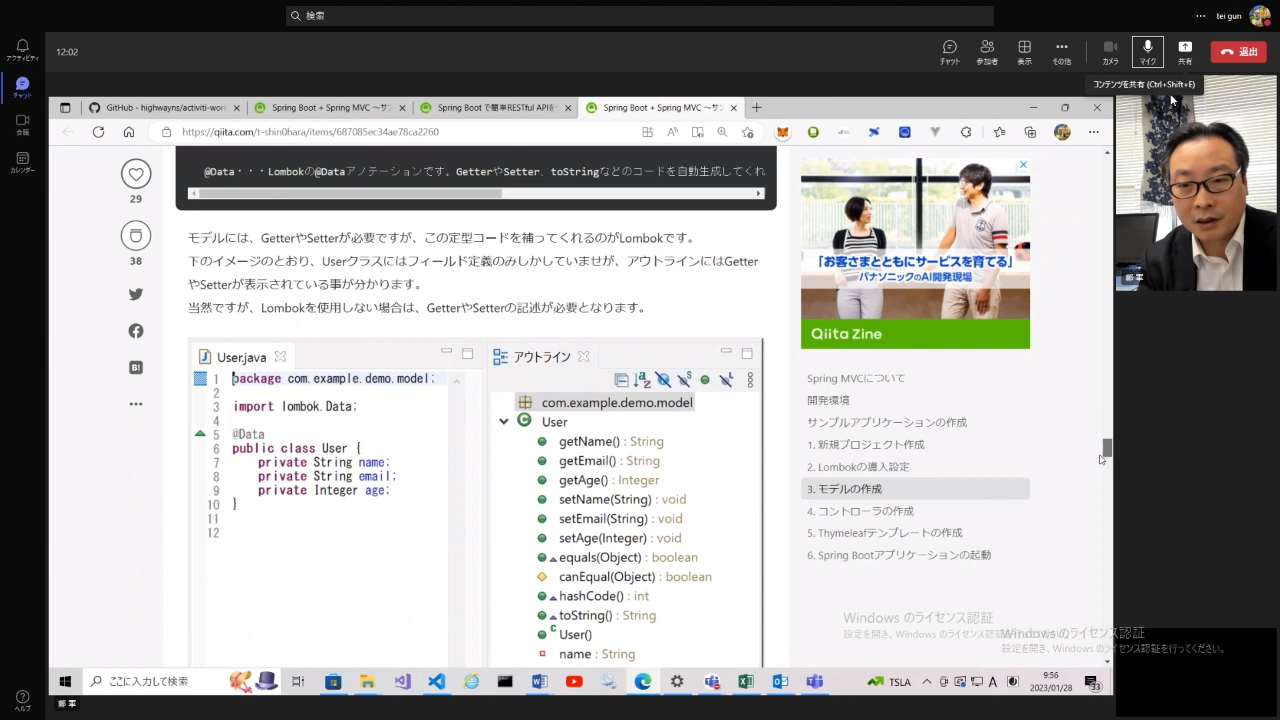 検索
tei gun
12:02
チャット
参加者
表示
その他
カメラ
マイク
共有
退出
コンテンツを共有 (Ctrl+Shift+E)
アクティビティ
チャット
会議
カレンダー
ヘルプ
GitHub - highwayns/activiti-wor
Spring Boot + Spring MVC ～サン
Spring Boot で簡単RESTful APIを
Spring Boot + Spring MVC ～サン
@Data・・・Lombokの@Dataアノテーションです。GetterやSetter、toStringなどのコードを自動生成してくれ
29
38
モデルには、GetterやSetterが必要ですが、この定型コードを補ってくれるのがLombokです。
下のイメージのとおり、Userクラスにはフィールド定義のみしかしていませが、アウトラインにはGetter
やSetterが表示されている事が分かります。
当然ですが、Lombokを使用しない場合は、GetterやSetterの記述が必要となります。
User.java
1 package com.example.demo.model;
2
3 import lombok.Data;
4
5 @Data
6 public class User {
7 private String name;
8 private String email;
9 private Integer age;
10 }
11
12
アウトライン
com.example.demo.model
User
getName() : String
getEmail() : String
getAge() : Integer
setName(String) : void
setEmail(String) : void
setAge(Integer) : void
equals(Object) : boolean
canEqual(Object) : boolean
hashCode() : int
toString() : String
User()
name : String
「お客さまとともにサービスを育てる」
パナソニックのAI開発現場
Qiita Zine
Spring MVCについて
開発環境
サンプルアプリケーションの作成
1. 新規プロジェクト作成
2. Lombokの導入設定
3. モデルの作成
4. コントローラの作成
5. Thymeleafテンプレートの作成
6. Spring Bootアプリケーションの起動
Windows のライセンス認証
Windows のライセンス認証
設定を開き、Windows のライセンス認証を行ってください。
ここに入力して検索
TSLA
A
9:56
2023/01/28
33
鄭 軍
鄭 軍